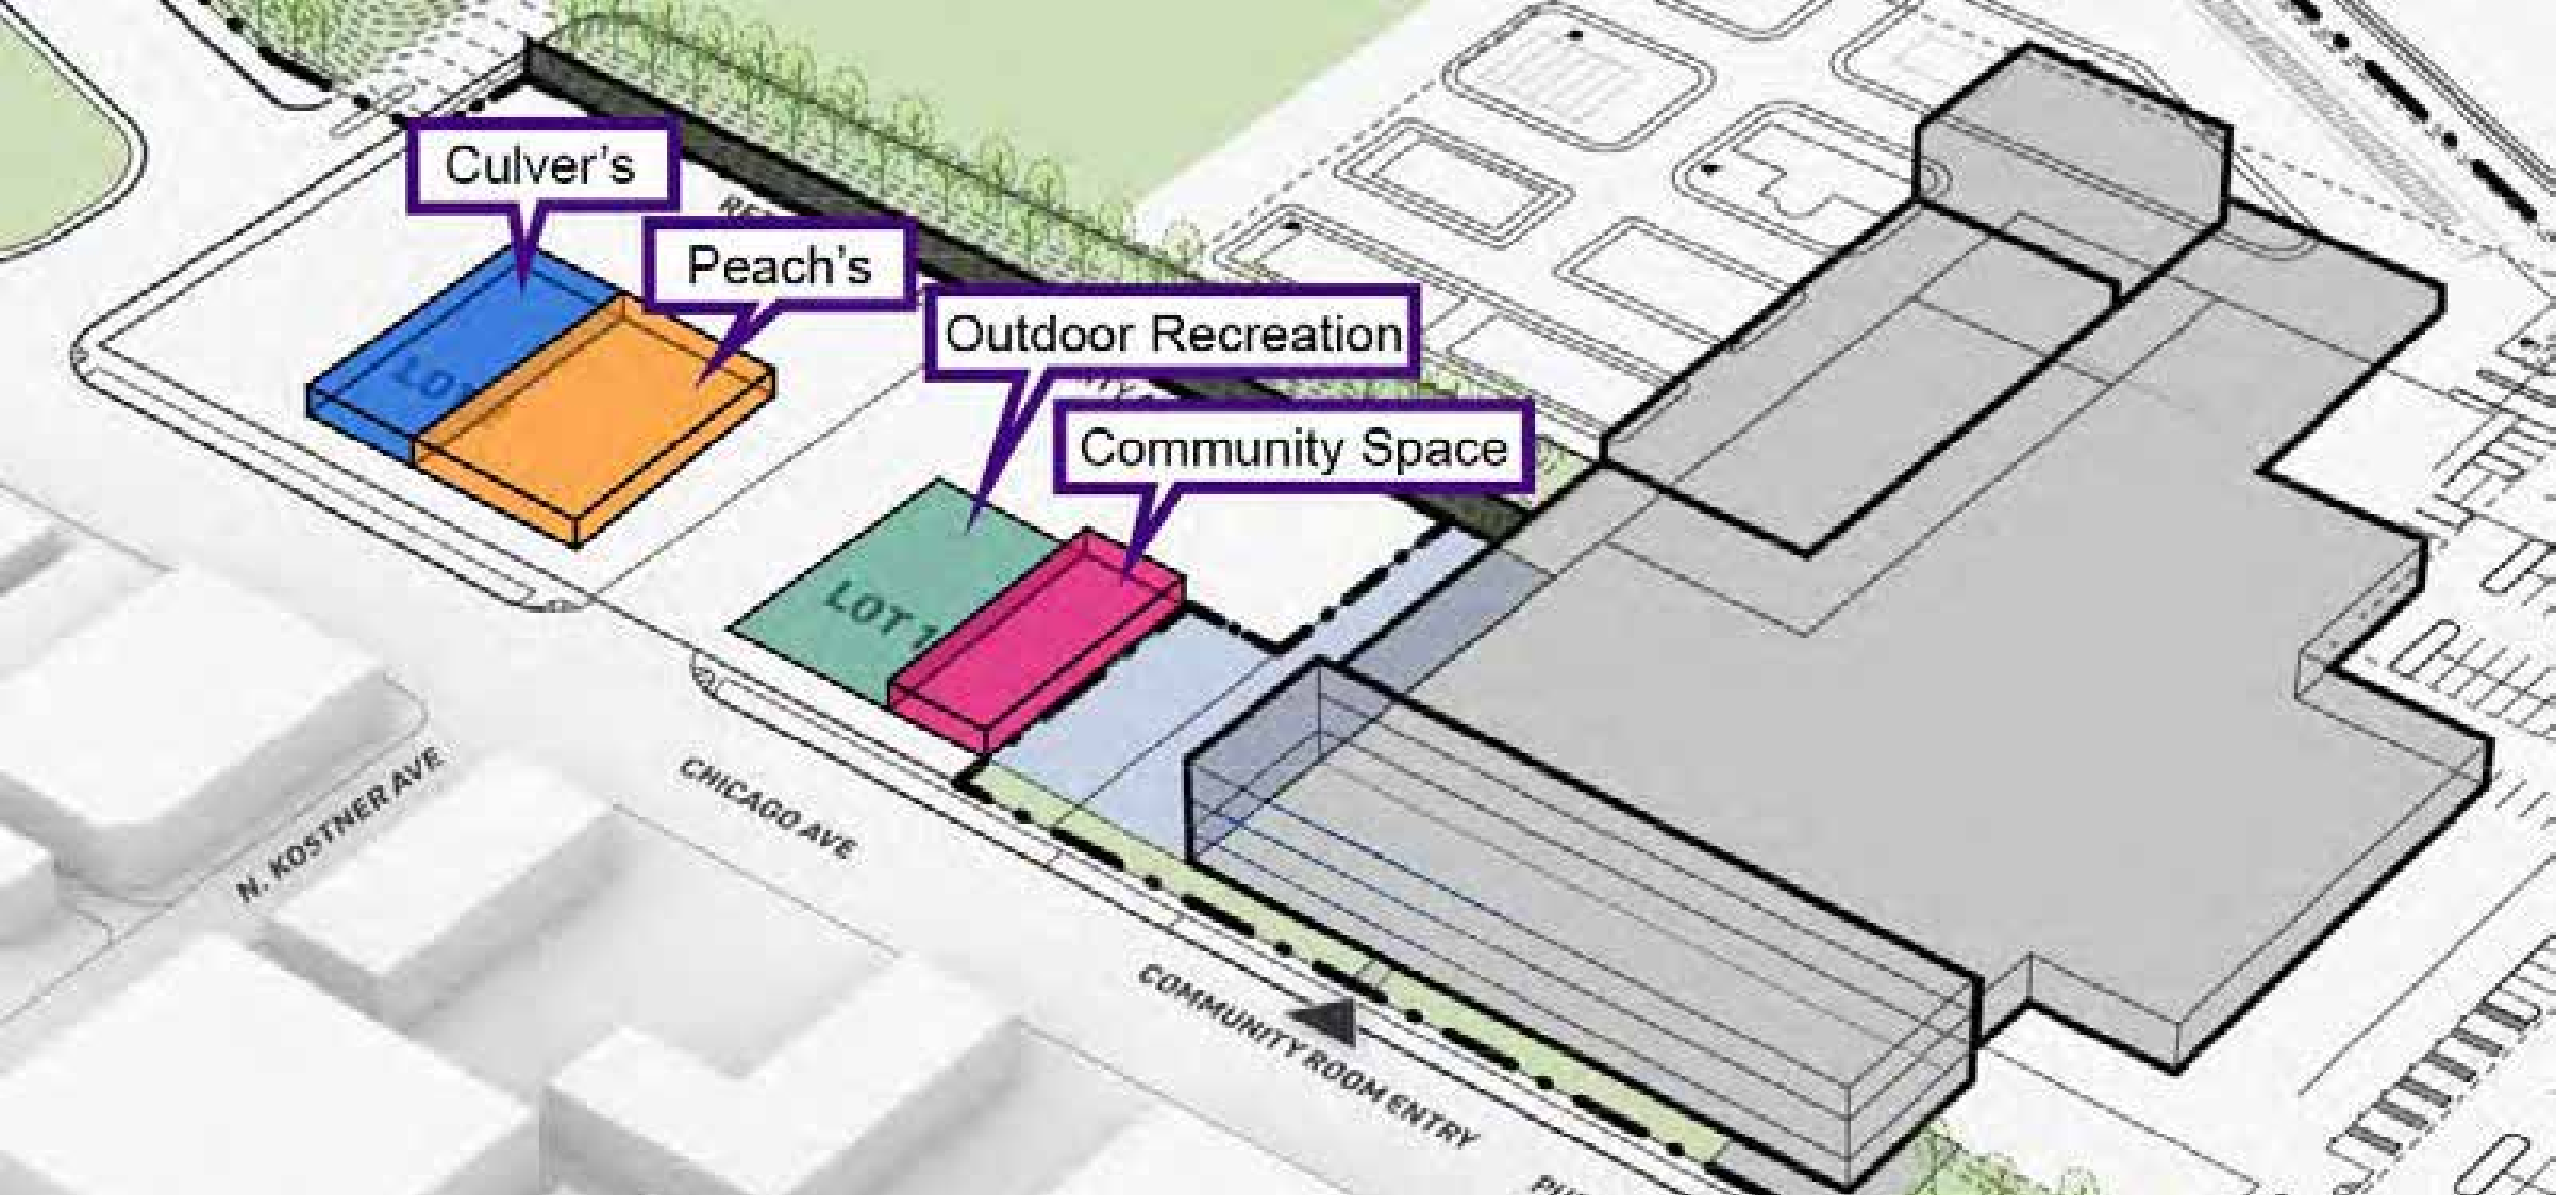 Culver's
Peach's
Outdoor Recreation
Community Space
LOT 1
N. KOSTNER AVE
CHICAGO AVE
COMMUNITY ROOM ENTRY